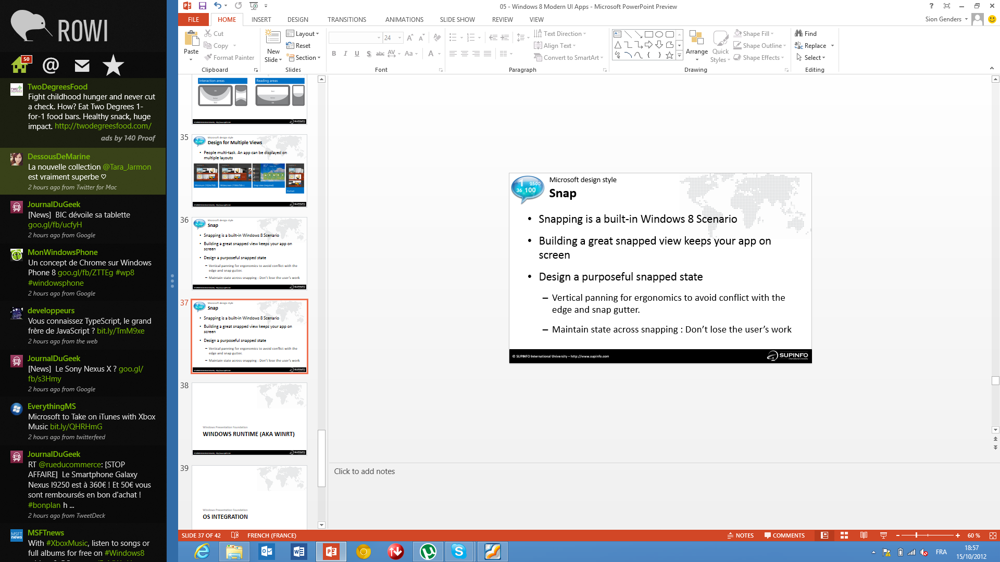 ROWI
50
@
TwoDegreesFood
Fight childhood hunger and never cut
a check. How? Eat Two Degrees 1-
for-1 food bars. Healthy snack, huge
impact. http://twodegreesfood.com/
ads by 140 Proof
DessousDeMarine
La nouvelle collection @Tara_Jarmon
est vraiment superbe ♡
2 hours ago from Twitter for Mac
JournalDuGeek
[News]  BIC dévoile sa tablette
goo.gl/fb/ucfyH
2 hours ago from Google
MonWindowsPhone
Un concept de Chrome sur Windows
Phone 8 goo.gl/fb/ZTTEg #wp8
#windowsphone
2 hours ago from Google
developpeurs
Vous connaissez TypeScript, le grand
frère de JavaScript ? bit.ly/TmM9xe
2 hours ago from the web
JournalDuGeek
[News]  Le Sony Nexus X ? goo.gl/
fb/s3Hmy
2 hours ago from Google
EverythingMS
Microsoft to Take on iTunes with Xbox
Music bit.ly/QHRHmG
2 hours ago from twitterfeed
JournalDuGeek
RT @rueducommerce: [STOP
AFFAIRE]  Le Smartphone Galaxy
Nexus I9250 est à 360€ ! Et 50€ vous
sont remboursés en bon d'achat !
#bonplan h ...
2 hours ago from TweetDeck
MSFT
news
MSFTnews
With #XboxMusic, listen to songs or
full albums for free on #Windows8
05 - Windows 8 Modern UI Apps - Microsoft PowerPoint Preview
FILE HOME INSERT DESIGN TRANSITIONS ANIMATIONS SLIDE SHOW REVIEW VIEW
Sion Genders
Paste
Cut
Copy
Format Painter
Clipboard
New
Slide
Layout
Reset
Section
Slides
24
Font
Text Direction
Align Text
Convert to SmartArt
Paragraph
Arrange
Quick
Styles
Shape Fill
Shape Outline
Shape Effects
Drawing
Find
Replace
Select
Editing
Interaction areas
Reading areas
SUPINFO
35
Microsoft design style
Design for Multiple Views
• People multi-task. An app can be displayed on
multiple layouts
Snap view (required)
Portrait
SUPINFO
36
Microsoft design style
Snap
• Snapping is a built-in Windows 8 Scenario
• Building a great snapped view keeps your app on
screen
• Design a purposeful snapped state
– Vertical panning for ergonomics to avoid conflict with the
edge and snap gutter.
– Maintain state across snapping : Don't lose the user's work
SUPINFO
37
Microsoft design style
Snap
• Snapping is a built-in Windows 8 Scenario
• Building a great snapped view keeps your app on
screen
• Design a purposeful snapped state
– Vertical panning for ergonomics to avoid conflict with the
edge and snap gutter.
– Maintain state across snapping : Don't lose the user's work
SUPINFO
38
Windows Presentation Foundation
WINDOWS RUNTIME (AKA WINRT)
SUPINFO
39
Windows Presentation Foundation
OS INTEGRATION
1 2500
36 100
Microsoft design style
Snap
• Snapping is a built-in Windows 8 Scenario
• Building a great snapped view keeps your app on
screen
• Design a purposeful snapped state
– Vertical panning for ergonomics to avoid conflict with the
edge and snap gutter.
– Maintain state across snapping : Don't lose the user's work
© SUPINFO International University – http://www.supinfo.com
SUPINFO
International University
Click to add notes
SLIDE 37 OF 42 FRENCH (FRANCE) NOTES COMMENTS 60 %
FRA
18:57
15/10/2012